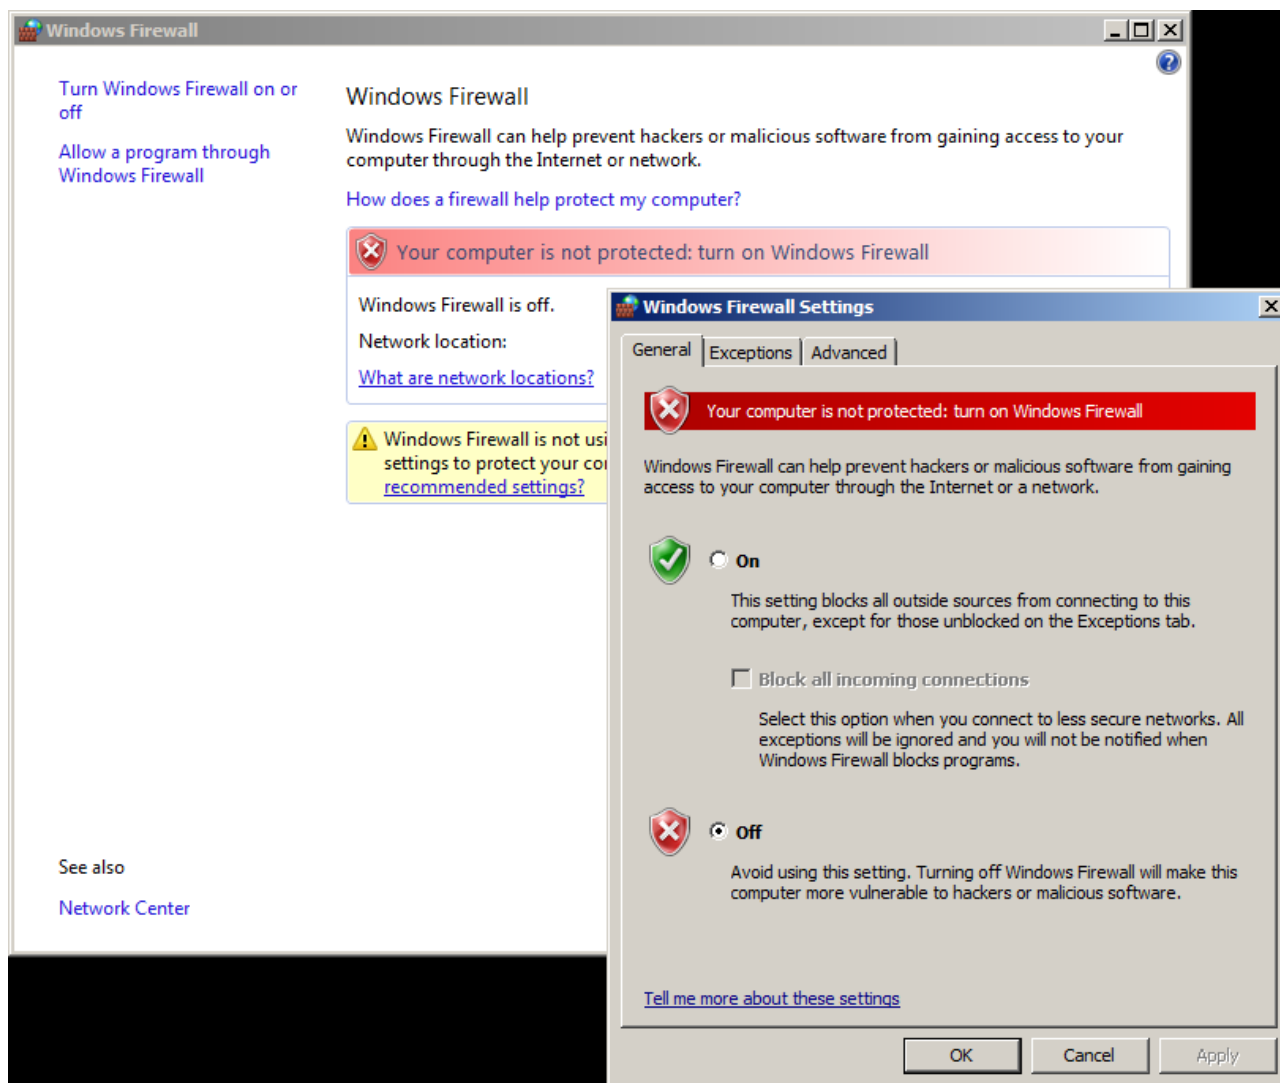 Windows Firewall
Turn Windows Firewall on or
off
Allow a program through
Windows Firewall
Windows Firewall
Windows Firewall can help prevent hackers or malicious software from gaining access to your
computer through the Internet or network.
How does a firewall help protect my computer?
Your computer is not protected: turn on Windows Firewall
Windows Firewall is off.
Network location:
What are network locations?
Windows Firewall is not usi
settings to protect your co
recommended settings?
See also
Network Center
Windows Firewall Settings
General
Exceptions
Advanced
Your computer is not protected: turn on Windows Firewall
Windows Firewall can help prevent hackers or malicious software from gaining
access to your computer through the Internet or a network.
On
This setting blocks all outside sources from connecting to this
computer, except for those unblocked on the Exceptions tab.
Block all incoming connections
Select this option when you connect to less secure networks. All
exceptions will be ignored and you will not be notified when
Windows Firewall blocks programs.
Off
Avoid using this setting. Turning off Windows Firewall will make this
computer more vulnerable to hackers or malicious software.
Tell me more about these settings
OK
Cancel
Apply